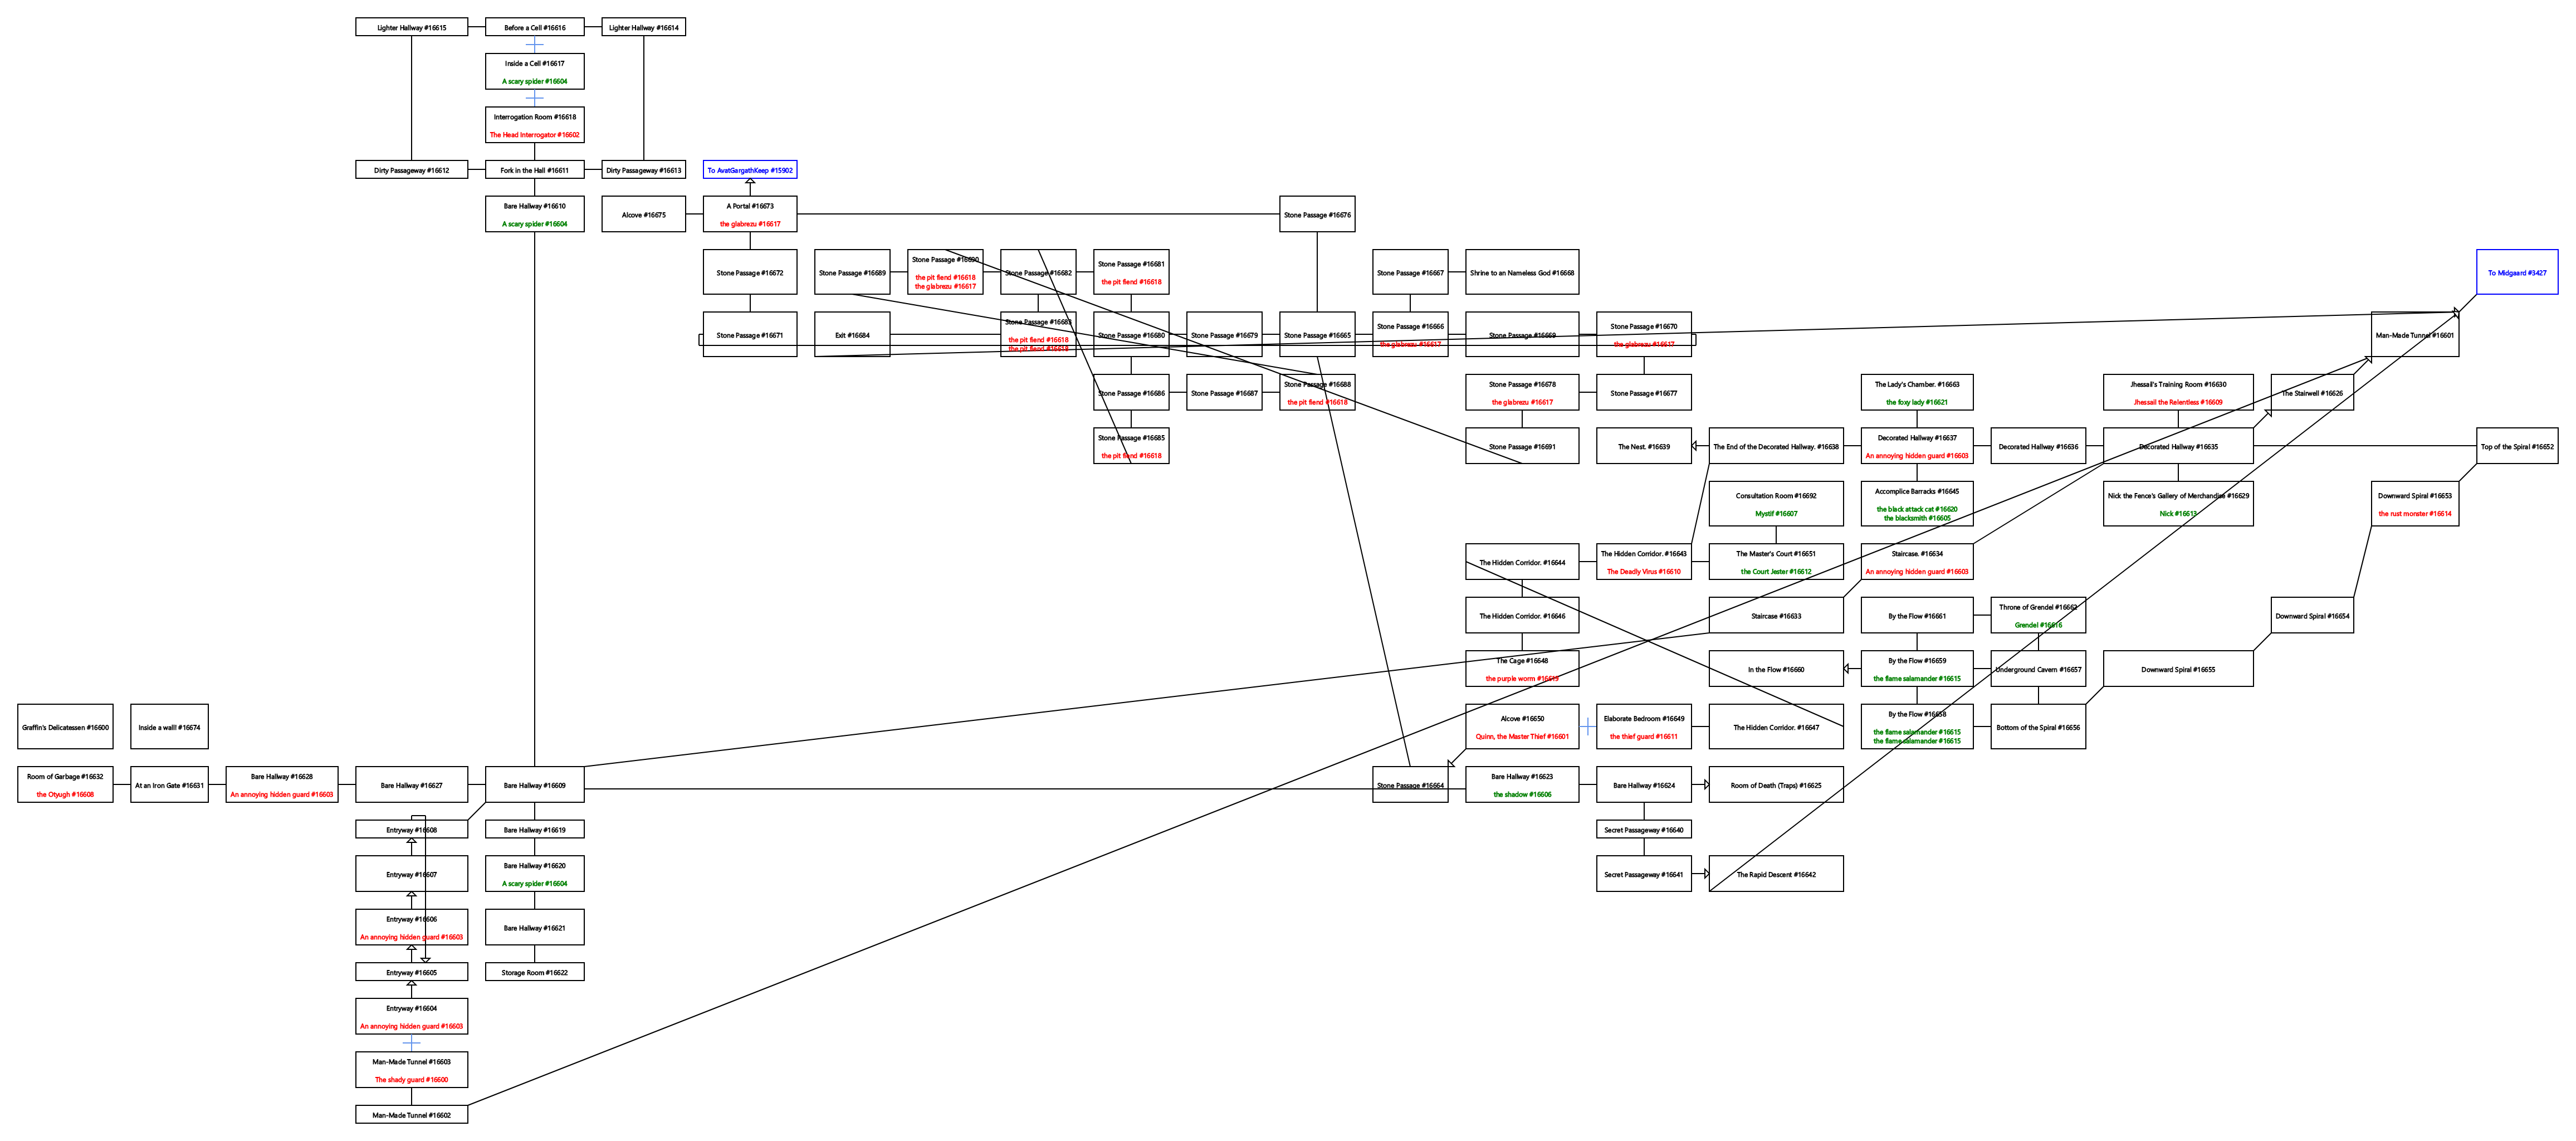 Lighter Hallway #16615
Before a Cell #16616
Lighter Hallway #16614
Inside a Cell #16617
A scary spider #16604
Interrogation Room #16618
The Head Interrogator #16602
Dirty Passageway #16612
Fork in the Hall #16611
Dirty Passageway #16613
To AvatGargathKeep #15902
Bare Hallway #16610
A scary spider #16604
Alcove #16675
A Portal #16673
the glabrezu #16617
Stone Passage #16676
Stone Passage #16672
Stone Passage #16689
Stone Passage #16690
the pit fiend #16618
the glabrezu #16617
Stone Passage #16682
Stone Passage #16681
the pit fiend #16618
Stone Passage #16667
Shrine to an Nameless God #16668
To Midgaard #3427
Stone Passage #16671
Exit #16684
Stone Passage #16683
the pit fiend #16618
the pit fiend #16618
Stone Passage #16680
Stone Passage #16679
Stone Passage #16665
Stone Passage #16666
the glabrezu #16617
Stone Passage #16669
Stone Passage #16670
the glabrezu #16617
Man-Made Tunnel #16601
Stone Passage #16686
Stone Passage #16687
Stone Passage #16688
the pit fiend #16618
Stone Passage #16678
the glabrezu #16617
Stone Passage #16677
The Lady's Chamber. #16663
the foxy lady #16621
Jhessail's Training Room #16630
Jhessail the Relentless #16609
The Stairwell #16626
Stone Passage #16685
the pit fiend #16618
Stone Passage #16691
The Nest. #16639
The End of the Decorated Hallway. #16638
Decorated Hallway #16637
An annoying hidden guard #16603
Decorated Hallway #16636
Decorated Hallway #16635
Top of the Spiral #16652
Consultation Room #16692
Mystif #16607
Accomplice Barracks #16645
the black attack cat #16620
the blacksmith #16605
Nick the Fence's Gallery of Merchandise #16629
Nick #16613
Downward Spiral #16653
the rust monster #16614
The Hidden Corridor. #16644
The Hidden Corridor. #16643
The Deadly Virus #16610
The Master's Court #16651
the Court Jester #16612
Staircase. #16634
An annoying hidden guard #16603
The Hidden Corridor. #16646
Staircase #16633
By the Flow #16661
Throne of Grendel #16662
Grendel #16616
Downward Spiral #16654
The Cage #16648
the purple worm #16619
In the Flow #16660
By the Flow #16659
the flame salamander #16615
Underground Cavern #16657
Downward Spiral #16655
Graffin's Delicatessen #16600
Inside a wall! #16674
Alcove #16650
Quinn, the Master Thief #16601
Elaborate Bedroom #16649
the thief guard #16611
The Hidden Corridor. #16647
By the Flow #16658
the flame salamander #16615
the flame salamander #16615
Bottom of the Spiral #16656
Room of Garbage #16632
the Otyugh #16608
At an Iron Gate #16631
Bare Hallway #16628
An annoying hidden guard #16603
Bare Hallway #16627
Bare Hallway #16609
Stone Passage #16664
Bare Hallway #16623
the shadow #16606
Bare Hallway #16624
Room of Death (Traps) #16625
Entryway #16608
Bare Hallway #16619
Secret Passageway #16640
Entryway #16607
Bare Hallway #16620
A scary spider #16604
Secret Passageway #16641
The Rapid Descent #16642
Entryway #16606
An annoying hidden guard #16603
Bare Hallway #16621
Entryway #16605
Storage Room #16622
Entryway #16604
An annoying hidden guard #16603
Man-Made Tunnel #16603
The shady guard #16600
Man-Made Tunnel #16602